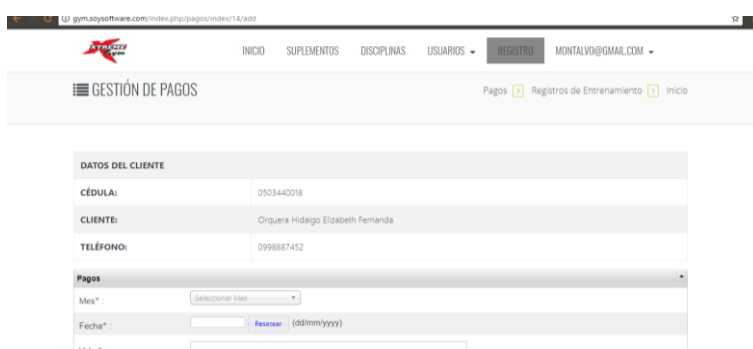 gym.soysoftware.com/index.php/pagos/index/14/add
XTREME gym INICIO SUPLEMENTOS DISCIPLINAS USUARIOS REGISTRO MONTALVO@GMAIL.COM
GESTIÓN DE PAGOS Pagos > Registros de Entrenamiento > Inicio
DATOS DEL CLIENTE
CÉDULA: 0503440018
CLIENTE: Orquera Hidalgo Elizabeth Fernanda
TELÉFONO: 0998887452
Pagos
Mes* : Seleccionar Mes
Fecha* : Resetear (dd/mm/yyyy)